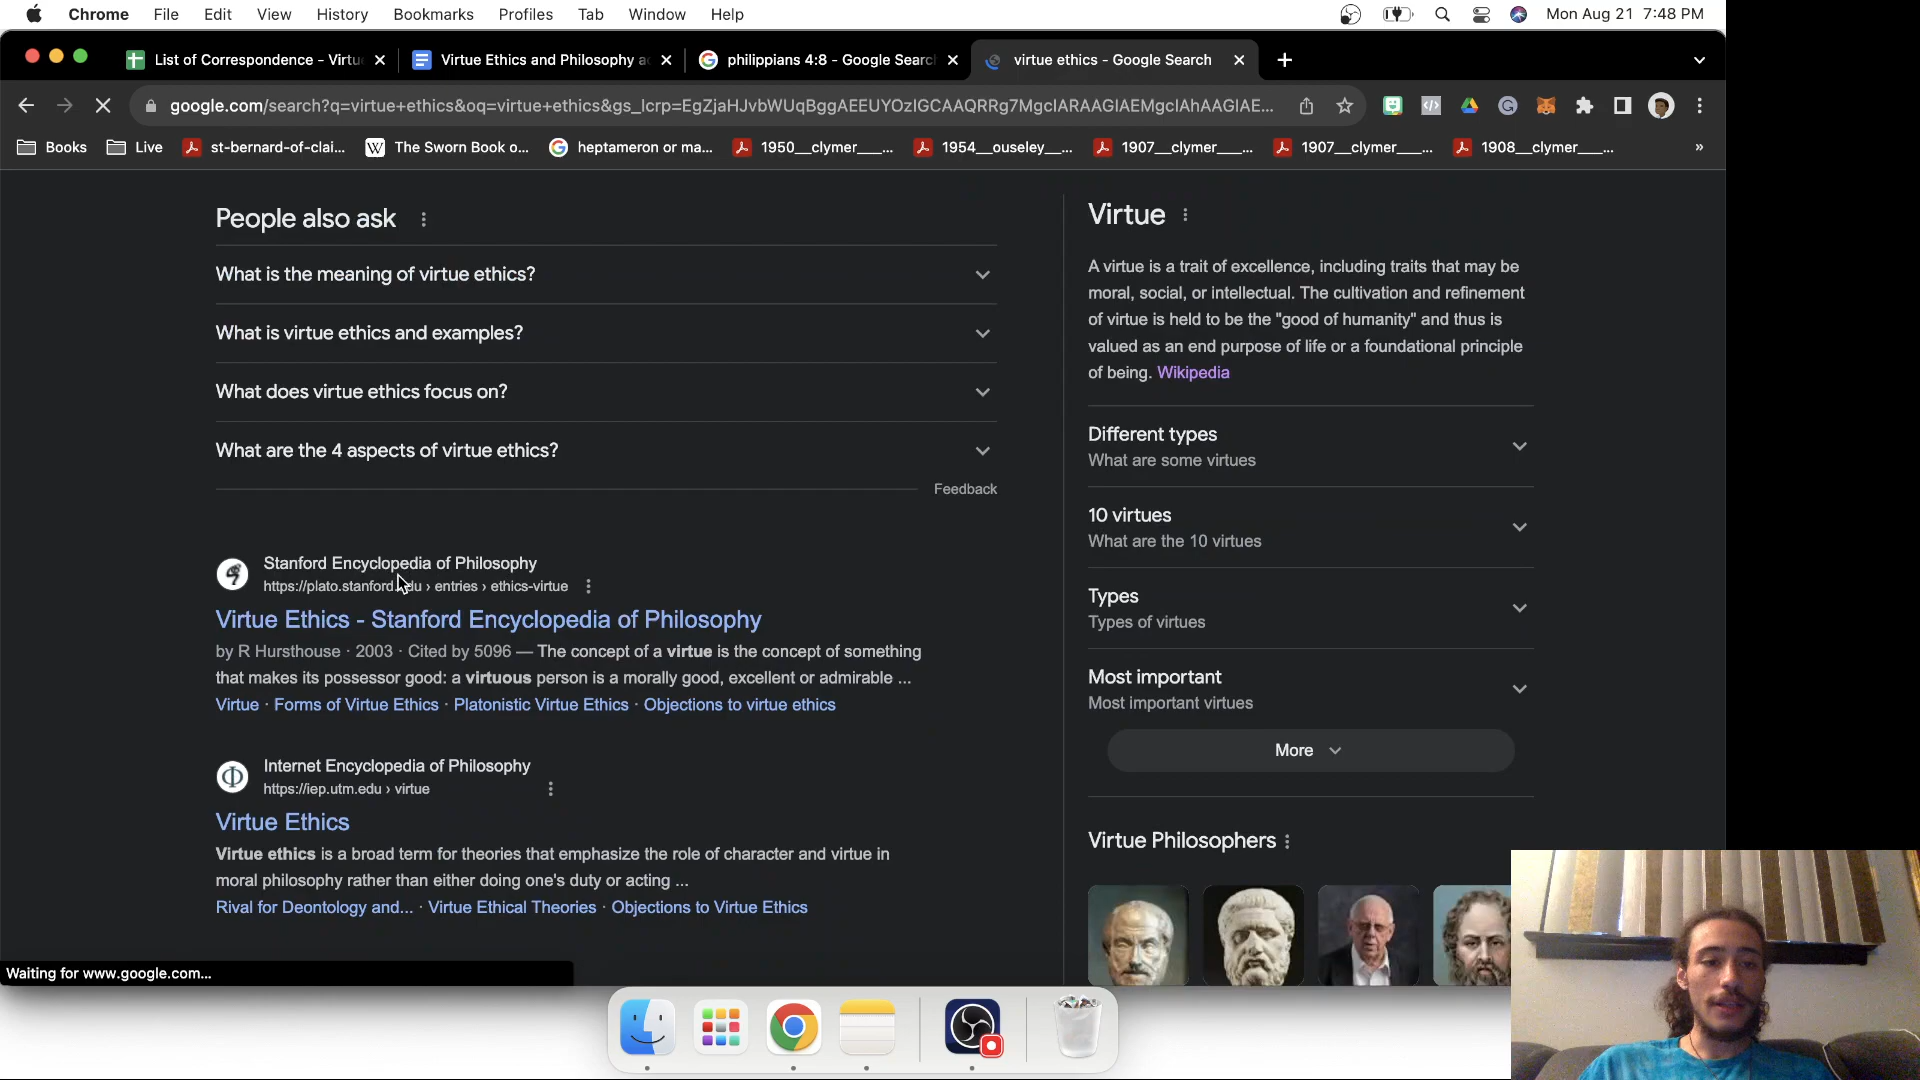 Chrome File Edit View History Bookmarks Profiles Tab Window Help Mon Aug 21 7:48 PM
List of Correspondence - Virtu
Virtue Ethics and Philosophy a
philippians 4:8 - Google Searc
virtue ethics - Google Search
google.com/search?q=virtue+ethics&oq=virtue+ethics&gs_lcrp=EgZjaHJvbWUqBggAEEUYOzIGCAAQRRg7MgcIARAAGIAEMgcIAhAAGIAE...
Books
Live
st-bernard-of-clai...
The Sworn Book o...
heptameron or ma...
1950__clymer__...
1954__ouseley__...
1907__clymer__...
1907__clymer__...
1908__clymer__...
»
People also ask
What is the meaning of virtue ethics?
What is virtue ethics and examples?
What does virtue ethics focus on?
What are the 4 aspects of virtue ethics?
Feedback
Stanford Encyclopedia of Philosophy
https://plato.stanford.edu › entries › ethics-virtue
Virtue Ethics - Stanford Encyclopedia of Philosophy
by R Hursthouse · 2003 · Cited by 5096 — The concept of a virtue is the concept of something
that makes its possessor good: a virtuous person is a morally good, excellent or admirable ...
Virtue · Forms of Virtue Ethics · Platonistic Virtue Ethics · Objections to virtue ethics
Internet Encyclopedia of Philosophy
https://iep.utm.edu › virtue
Virtue Ethics
Virtue ethics is a broad term for theories that emphasize the role of character and virtue in
moral philosophy rather than either doing one's duty or acting ...
Rival for Deontology and... · Virtue Ethical Theories · Objections to Virtue Ethics
Waiting for www.google.com...
Virtue
A virtue is a trait of excellence, including traits that may be
moral, social, or intellectual. The cultivation and refinement
of virtue is held to be the "good of humanity" and thus is
valued as an end purpose of life or a foundational principle
of being. Wikipedia
Different types
What are some virtues
10 virtues
What are the 10 virtues
Types
Types of virtues
Most important
Most important virtues
More
Virtue Philosophers